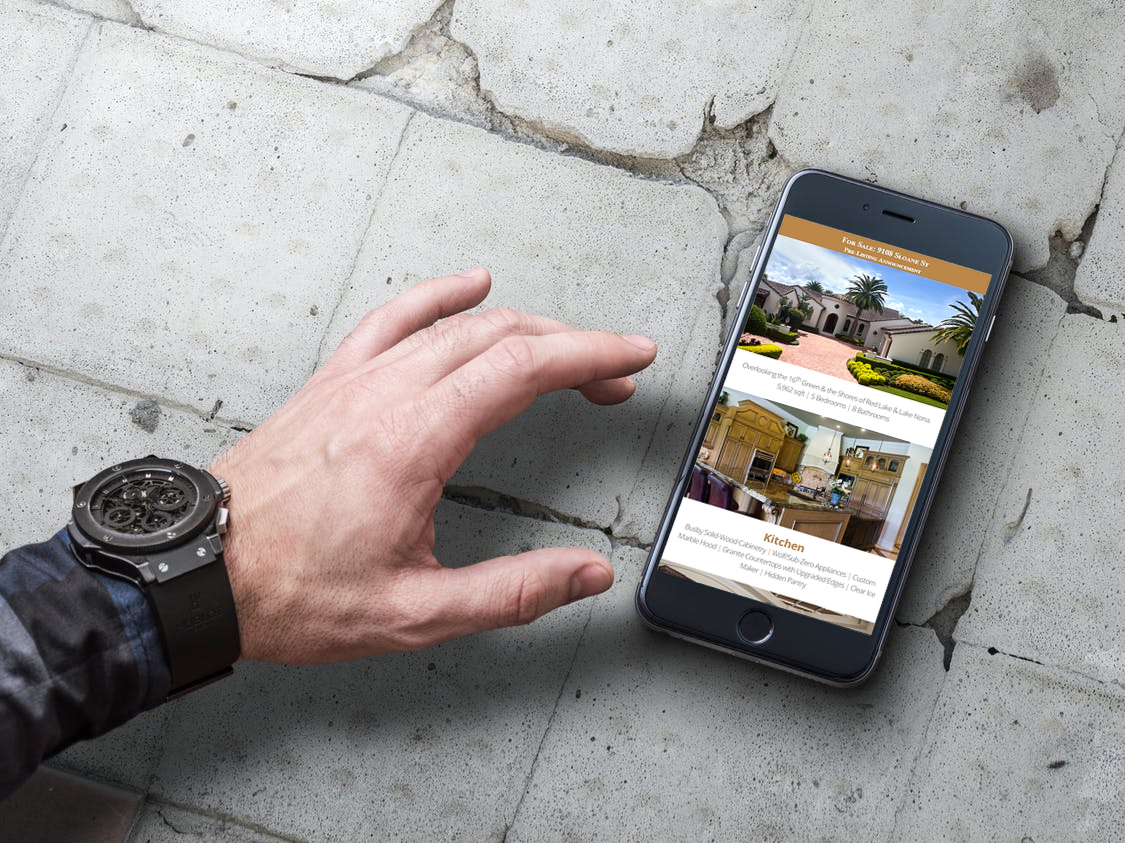 For Sale: 9108 Sloane St
Pre-Listing Announcement
Overlooking the 16th Green & the Shores of Red Lake & Lake Nona
5,962 sqft | 5 Bedrooms | 8 Bathrooms
Kitchen
Busby Solid-Wood Cabinetry | Wolf/Sub-Zero Appliances | Custom
Marble Hood | Granite Countertops with Upgraded Edges | Clear Ice
Maker | Hidden Pantry
HUBLOT